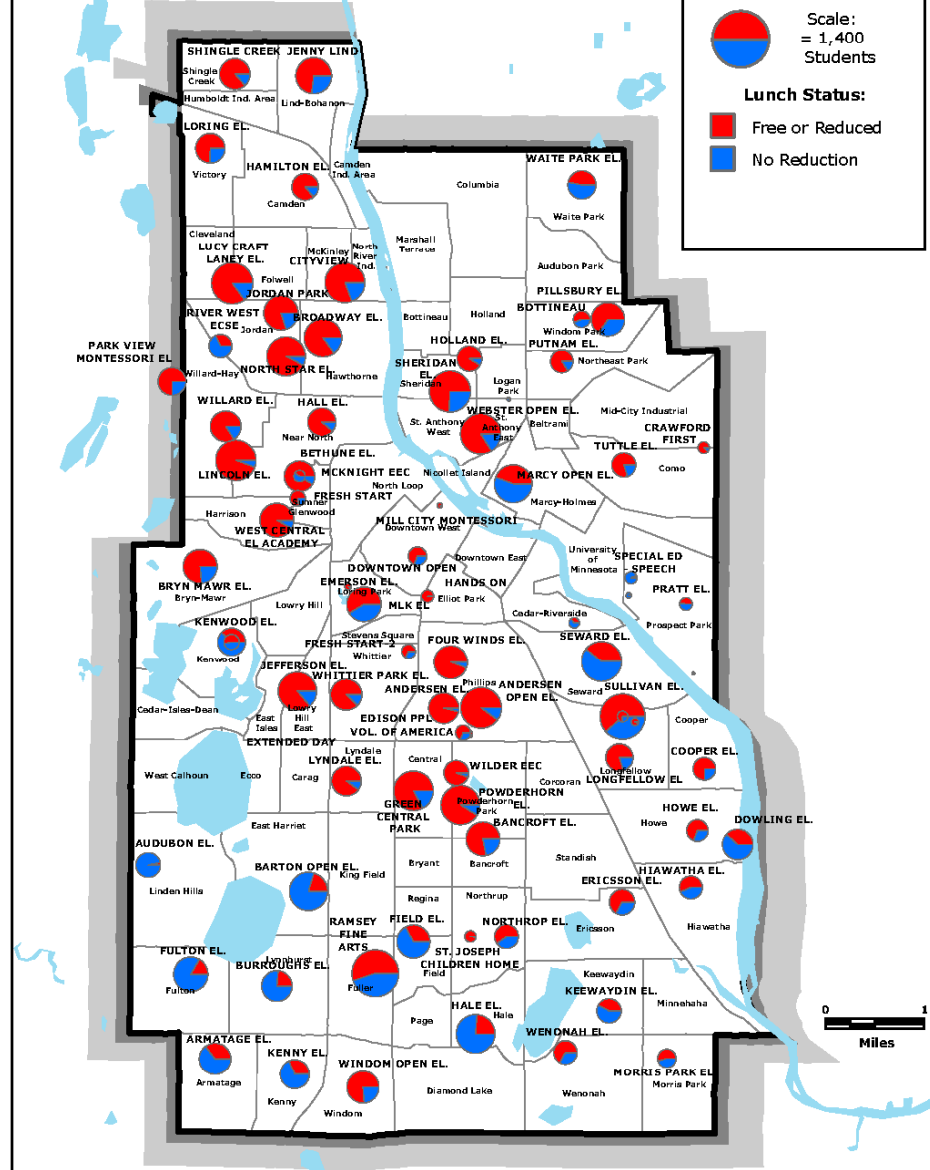 Scale:
= 1,400
Students
Lunch Status:
Free or Reduced
No Reduction
SHINGLE CREEK
JENNY LIND
Shingle
Creek
Humboldt Ind. Area
Lind-Bohanon
LORING EL.
Victory
HAMILTON EL.
Camden
Camden
Ind. Area
Columbia
WAITE PARK EL.
Waite Park
Cleveland
LUCY CRAFT
LANEY EL.
Folwell
McKinley
CITYVIEW
North
River
Ind.
Marshall
Terrace
Audubon Park
JORDAN PARK
RIVER WEST
ECSE
Jordan
BROADWAY EL.
Bottineau
Holland
PILLSBURY EL.
BOTTINEAU
Windom Park
PUTNAM EL.
Northeast Park
PARK VIEW
MONTESSORI EL
Willard-Hay
NORTH STAR EL.
Hawthorne
HOLLAND EL.
SHERIDAN
EL.
Sheridan
Logan
Park
WILLARD EL.
HALL EL.
Near North
St. Anthony
West
WEBSTER OPEN EL.
St.
Anthony
East
Beltrami
Mid-City Industrial
CRAWFORD
FIRST
TUTTLE EL.
Como
BETHUNE EL.
LINCOLN EL.
MCKNIGHT EEC
North Loop
Nicollet Island
MARCY OPEN EL.
Marcy-Holmes
FRESH START
Sumner
Glenwood
Harrison
WEST CENTRAL
EL ACADEMY
MILL CITY MONTESSORI
Downtown West
DOWNTOWN OPEN
Downtown East
University
of
Minnesota
SPECIAL ED
- SPEECH
BRYN MAWR EL.
Bryn-Mawr
Lowry Hill
EMERSON EL.
Loring Park
MLK EL
HANDS ON
Elliot Park
Cedar-Riverside
PRATT EL.
Prospect Park
KENWOOD EL.
Kenwood
Stevens Square
FRESH START 2
Whittier
FOUR WINDS EL.
SEWARD EL.
Seward
JEFFERSON EL.
WHITTIER PARK EL.
Phillips
ANDERSEN EL.
ANDERSEN
OPEN EL.
SULLIVAN EL.
Cedar-Isles-Dean
East
Isles
Lowry
Hill
East
EDISON PPL
VOL. OF AMERICA
Cooper
EXTENDED DAY
Lyndale
LYNDALE EL.
West Calhoun
Ecco
Carag
Central
WILDER EEC
Corcoran
Longfellow
LONGFELLOW EL
COOPER EL.
GREEN
CENTRAL
PARK
POWDERHORN
EL.
Powderhorn
Park
BANCROFT EL.
HOWE EL.
Howe
DOWLING EL.
East Harriet
AUDUBON EL.
Linden Hills
BARTON OPEN EL.
King Field
Bryant
Bancroft
Standish
HIAWATHA EL.
ERICSSON EL.
Regina
Northrup
RAMSEY
FINE
ARTS
FIELD EL.
NORTHROP EL.
Ericsson
Hiawatha
ST. JOSEPH
CHILDREN HOME
FULTON EL.
Fulton
Lynnhurst
BURROUGHS EL.
Fuller
Field
Keewaydin
KEEWAYDIN EL.
Minnehaha
HALE EL.
Hale
Page
WENONAH EL.
0 1
Miles
ARMATAGE EL.
Armatage
KENNY EL.
Kenny
WINDOM OPEN EL.
Windom
Diamond Lake
Wenonah
MORRIS PARK EL.
Morris Park